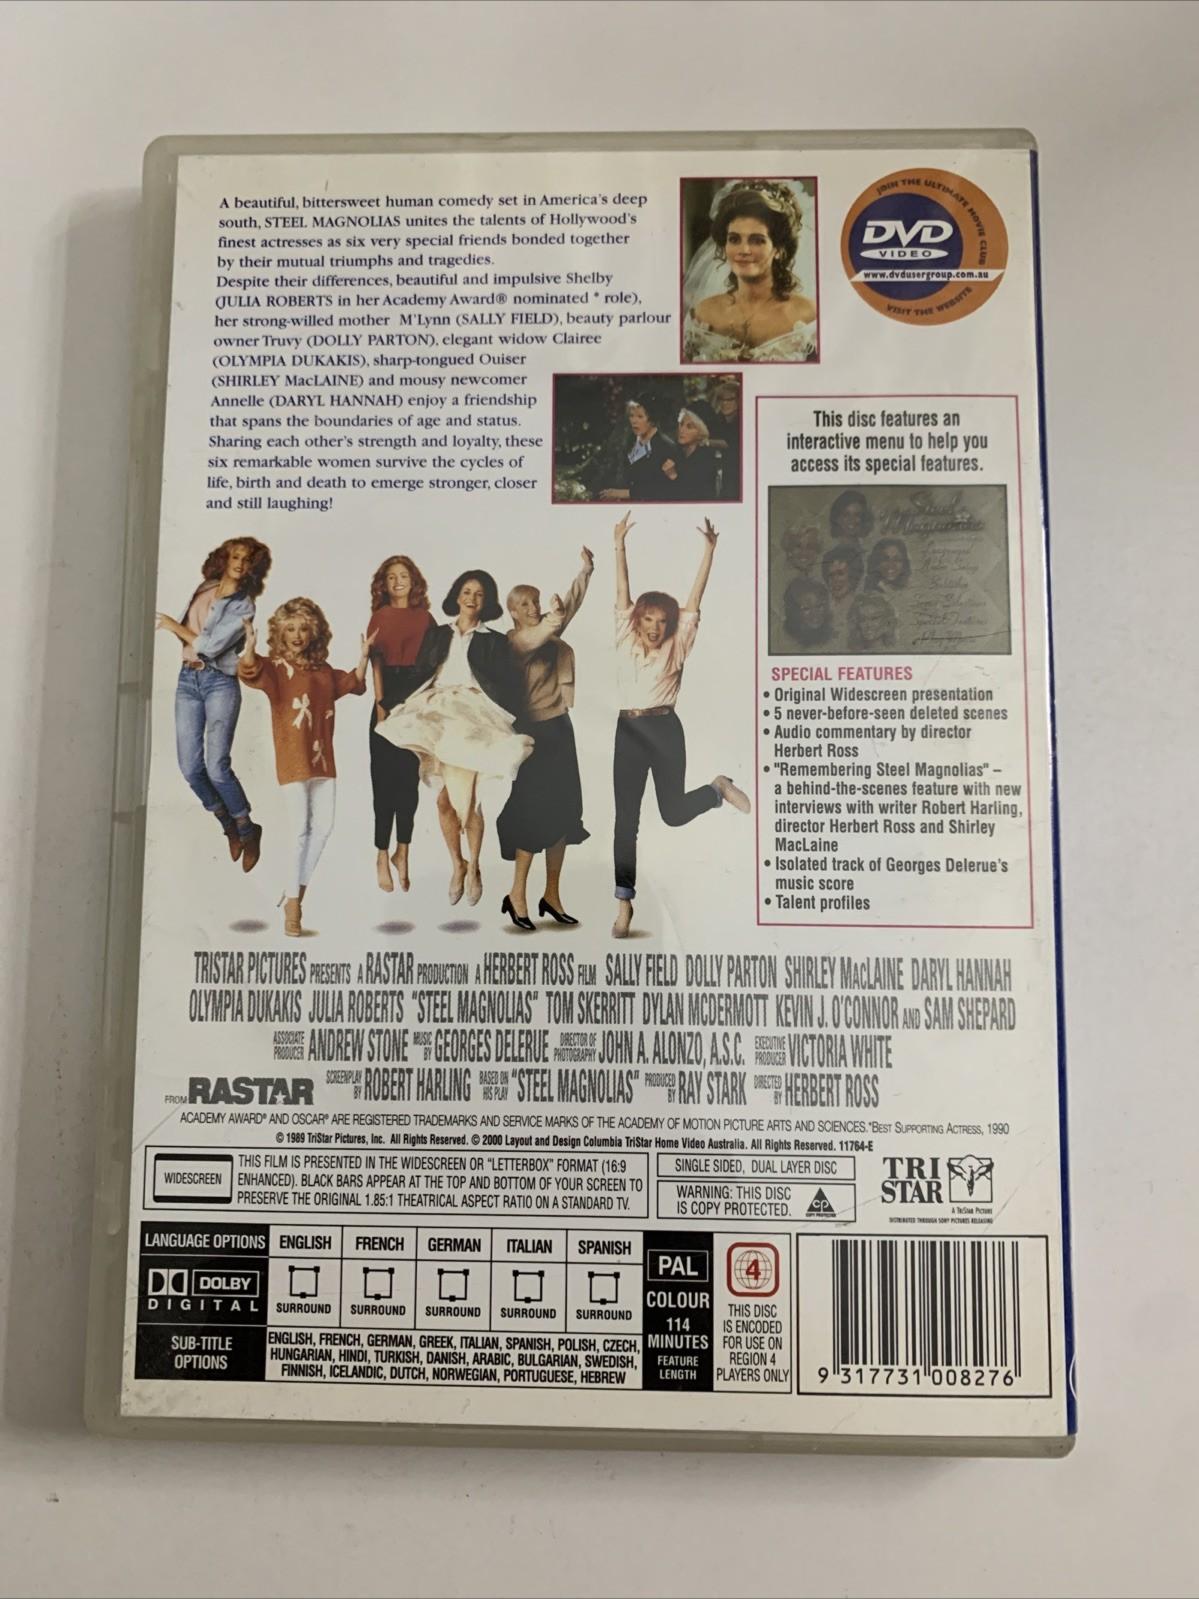 A beautiful, bittersweet human comedy set in America's deep
south, STEEL MAGNOLIAS unites the talents of Hollywood's
finest actresses as six very special friends bonded together
by their mutual triumphs and tragedies.
Despite their differences, beautiful and impulsive Shelby
(JULIA ROBERTS in her Academy Award® nominated * role),
her strong-willed mother M'Lynn (SALLY FIELD), beauty parlour
owner Truvy (DOLLY PARTON), elegant widow Clairee
(OLYMPIA DUKAKIS), sharp-tongued Ouiser
(SHIRLEY MacLAINE) and mousy newcomer
Annelle (DARYL HANNAH) enjoy a friendship
that spans the boundaries of age and status.
Sharing each other's strength and loyalty, these
six remarkable women survive the cycles of
life, birth and death to emerge stronger, closer
and still laughing!
JOIN THE ULTIMATE MOVIE CLUB
DVD
VIDEO
www.dvdusergroup.com.au
VISIT THE WEBSITE
This disc features an
interactive menu to help you
access its special features.
Steel
Magnolias
SPECIAL FEATURES
• Original Widescreen presentation
• 5 never-before-seen deleted scenes
• Audio commentary by director
Herbert Ross
• "Remembering Steel Magnolias" –
a behind-the-scenes feature with new
interviews with writer Robert Harling,
director Herbert Ross and Shirley
MacLaine
• Isolated track of Georges Delerue's
music score
• Talent profiles
TRISTAR PICTURES PRESENTS A RASTAR PRODUCTION A HERBERT ROSS FILM SALLY FIELD DOLLY PARTON SHIRLEY MACLAINE DARYL HANNAH
OLYMPIA DUKAKIS JULIA ROBERTS "STEEL MAGNOLIAS" TOM SKERRITT DYLAN MCDERMOTT KEVIN J. O'CONNOR AND SAM SHEPARD
ASSOCIATE PRODUCER ANDREW STONE MUSIC BY GEORGES DELERUE DIRECTOR OF PHOTOGRAPHY JOHN A. ALONZO, A.S.C. EXECUTIVE PRODUCER VICTORIA WHITE
FROM RASTAR SCREENPLAY BY ROBERT HARLING BASED ON HIS PLAY "STEEL MAGNOLIAS" PRODUCED BY RAY STARK DIRECTED BY HERBERT ROSS
ACADEMY AWARD® AND OSCAR® ARE REGISTERED TRADEMARKS AND SERVICE MARKS OF THE ACADEMY OF MOTION PICTURE ARTS AND SCIENCES. *BEST SUPPORTING ACTRESS, 1990
© 1989 TriStar Pictures, Inc. All Rights Reserved. © 2000 Layout and Design Columbia TriStar Home Video Australia. All Rights Reserved. 11764-E
WIDESCREEN
THIS FILM IS PRESENTED IN THE WIDESCREEN OR "LETTERBOX" FORMAT (16:9
ENHANCED). BLACK BARS APPEAR AT THE TOP AND BOTTOM OF YOUR SCREEN TO
PRESERVE THE ORIGINAL 1.85:1 THEATRICAL ASPECT RATIO ON A STANDARD TV.
SINGLE SIDED, DUAL LAYER DISC
WARNING: THIS DISC
IS COPY PROTECTED.
CP
COPY PROTECTED
TRI
STAR
A TRISTAR PICTURE
DISTRIBUTED THROUGH SONY PICTURES RELEASING
LANGUAGE OPTIONS ENGLISH FRENCH GERMAN ITALIAN SPANISH
DOLBY
DIGITAL
SURROUND SURROUND SURROUND SURROUND SURROUND
SUB-TITLE
OPTIONS
ENGLISH, FRENCH, GERMAN, GREEK, ITALIAN, SPANISH, POLISH, CZECH,
HUNGARIAN, HINDI, TURKISH, DANISH, ARABIC, BULGARIAN, SWEDISH,
FINNISH, ICELANDIC, DUTCH, NORWEGIAN, PORTUGUESE, HEBREW
PAL
COLOUR
114
MINUTES
FEATURE
LENGTH
4
THIS DISC
IS ENCODED
FOR USE ON
REGION 4
PLAYERS ONLY
9 317731 008276